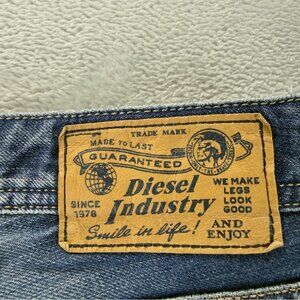 TRADE MARK
MADE TO LAST
GUARANTEED
Diesel
Industry
SINCE
1978
WE MAKE
LEGS
LOOK
GOOD
AND
ENJOY
Smile in life!